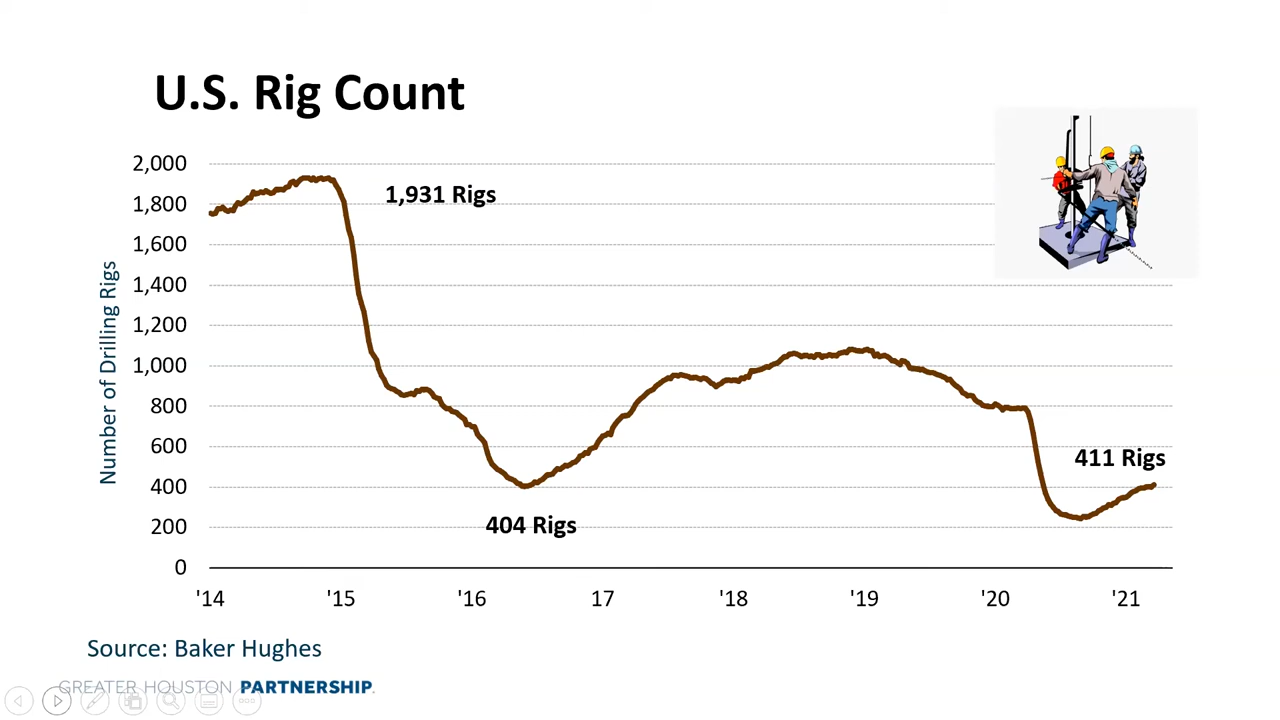 U.S. Rig Count
2,000
1,800
1,600
1,400
1,200
1,000
800
600
400
200
0
Number of Drilling Rigs
1,931 Rigs
404 Rigs
411 Rigs
'14 '15 '16 17 '18 '19 '20 '21
Source: Baker Hughes
GREATER HOUSTON PARTNERSHIP.